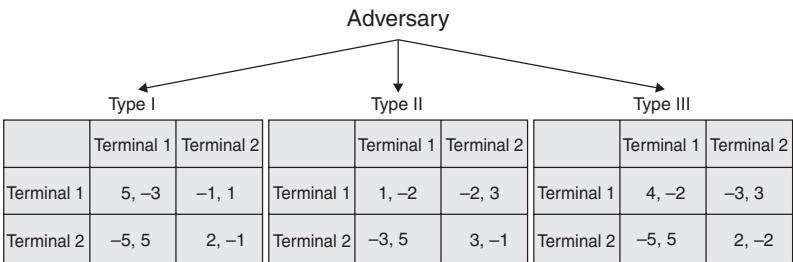 Adversary
Type I Type II Type III
Terminal 1 Terminal 2 Terminal 1 Terminal 2 Terminal 1 Terminal 2
Terminal 1 5, –3 –1, 1 Terminal 1 1, –2 –2, 3 Terminal 1 4, –2 –3, 3
Terminal 2 –5, 5 2, –1 Terminal 2 –3, 5 3, –1 Terminal 2 –5, 5 2, –2